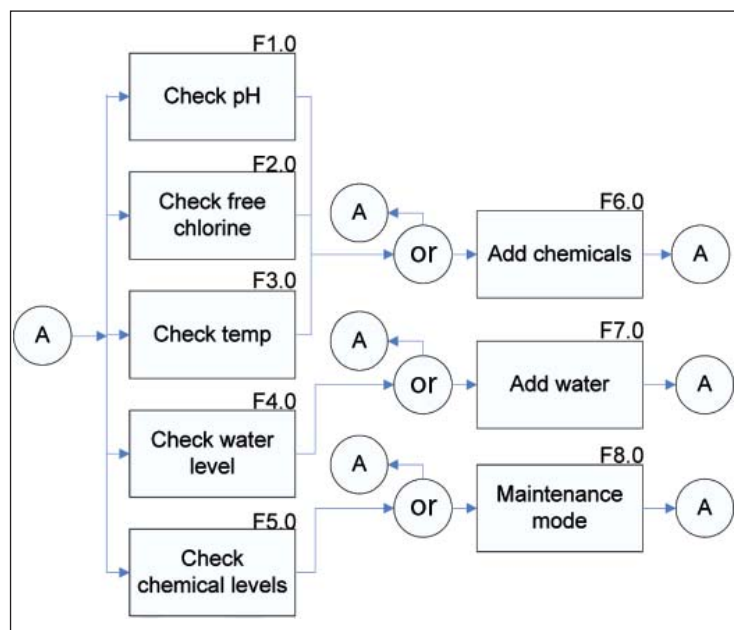 F1.0
Check pH
F2.0
Check free
chlorine
A
F6.0
or
Add chemicals
A
F3.0
A
Check temp
A
F7.0
or
Add water
A
F4.0
Check water
level
A
F8.0
or
Maintenance
mode
A
F5.0
Check
chemical levels